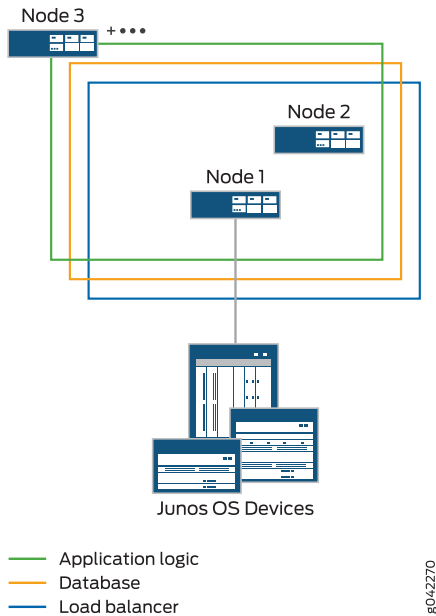 Node 3
+•••
Node 2
Node 1
Junos OS Devices
Application logic
Database
Load balancer
g042270